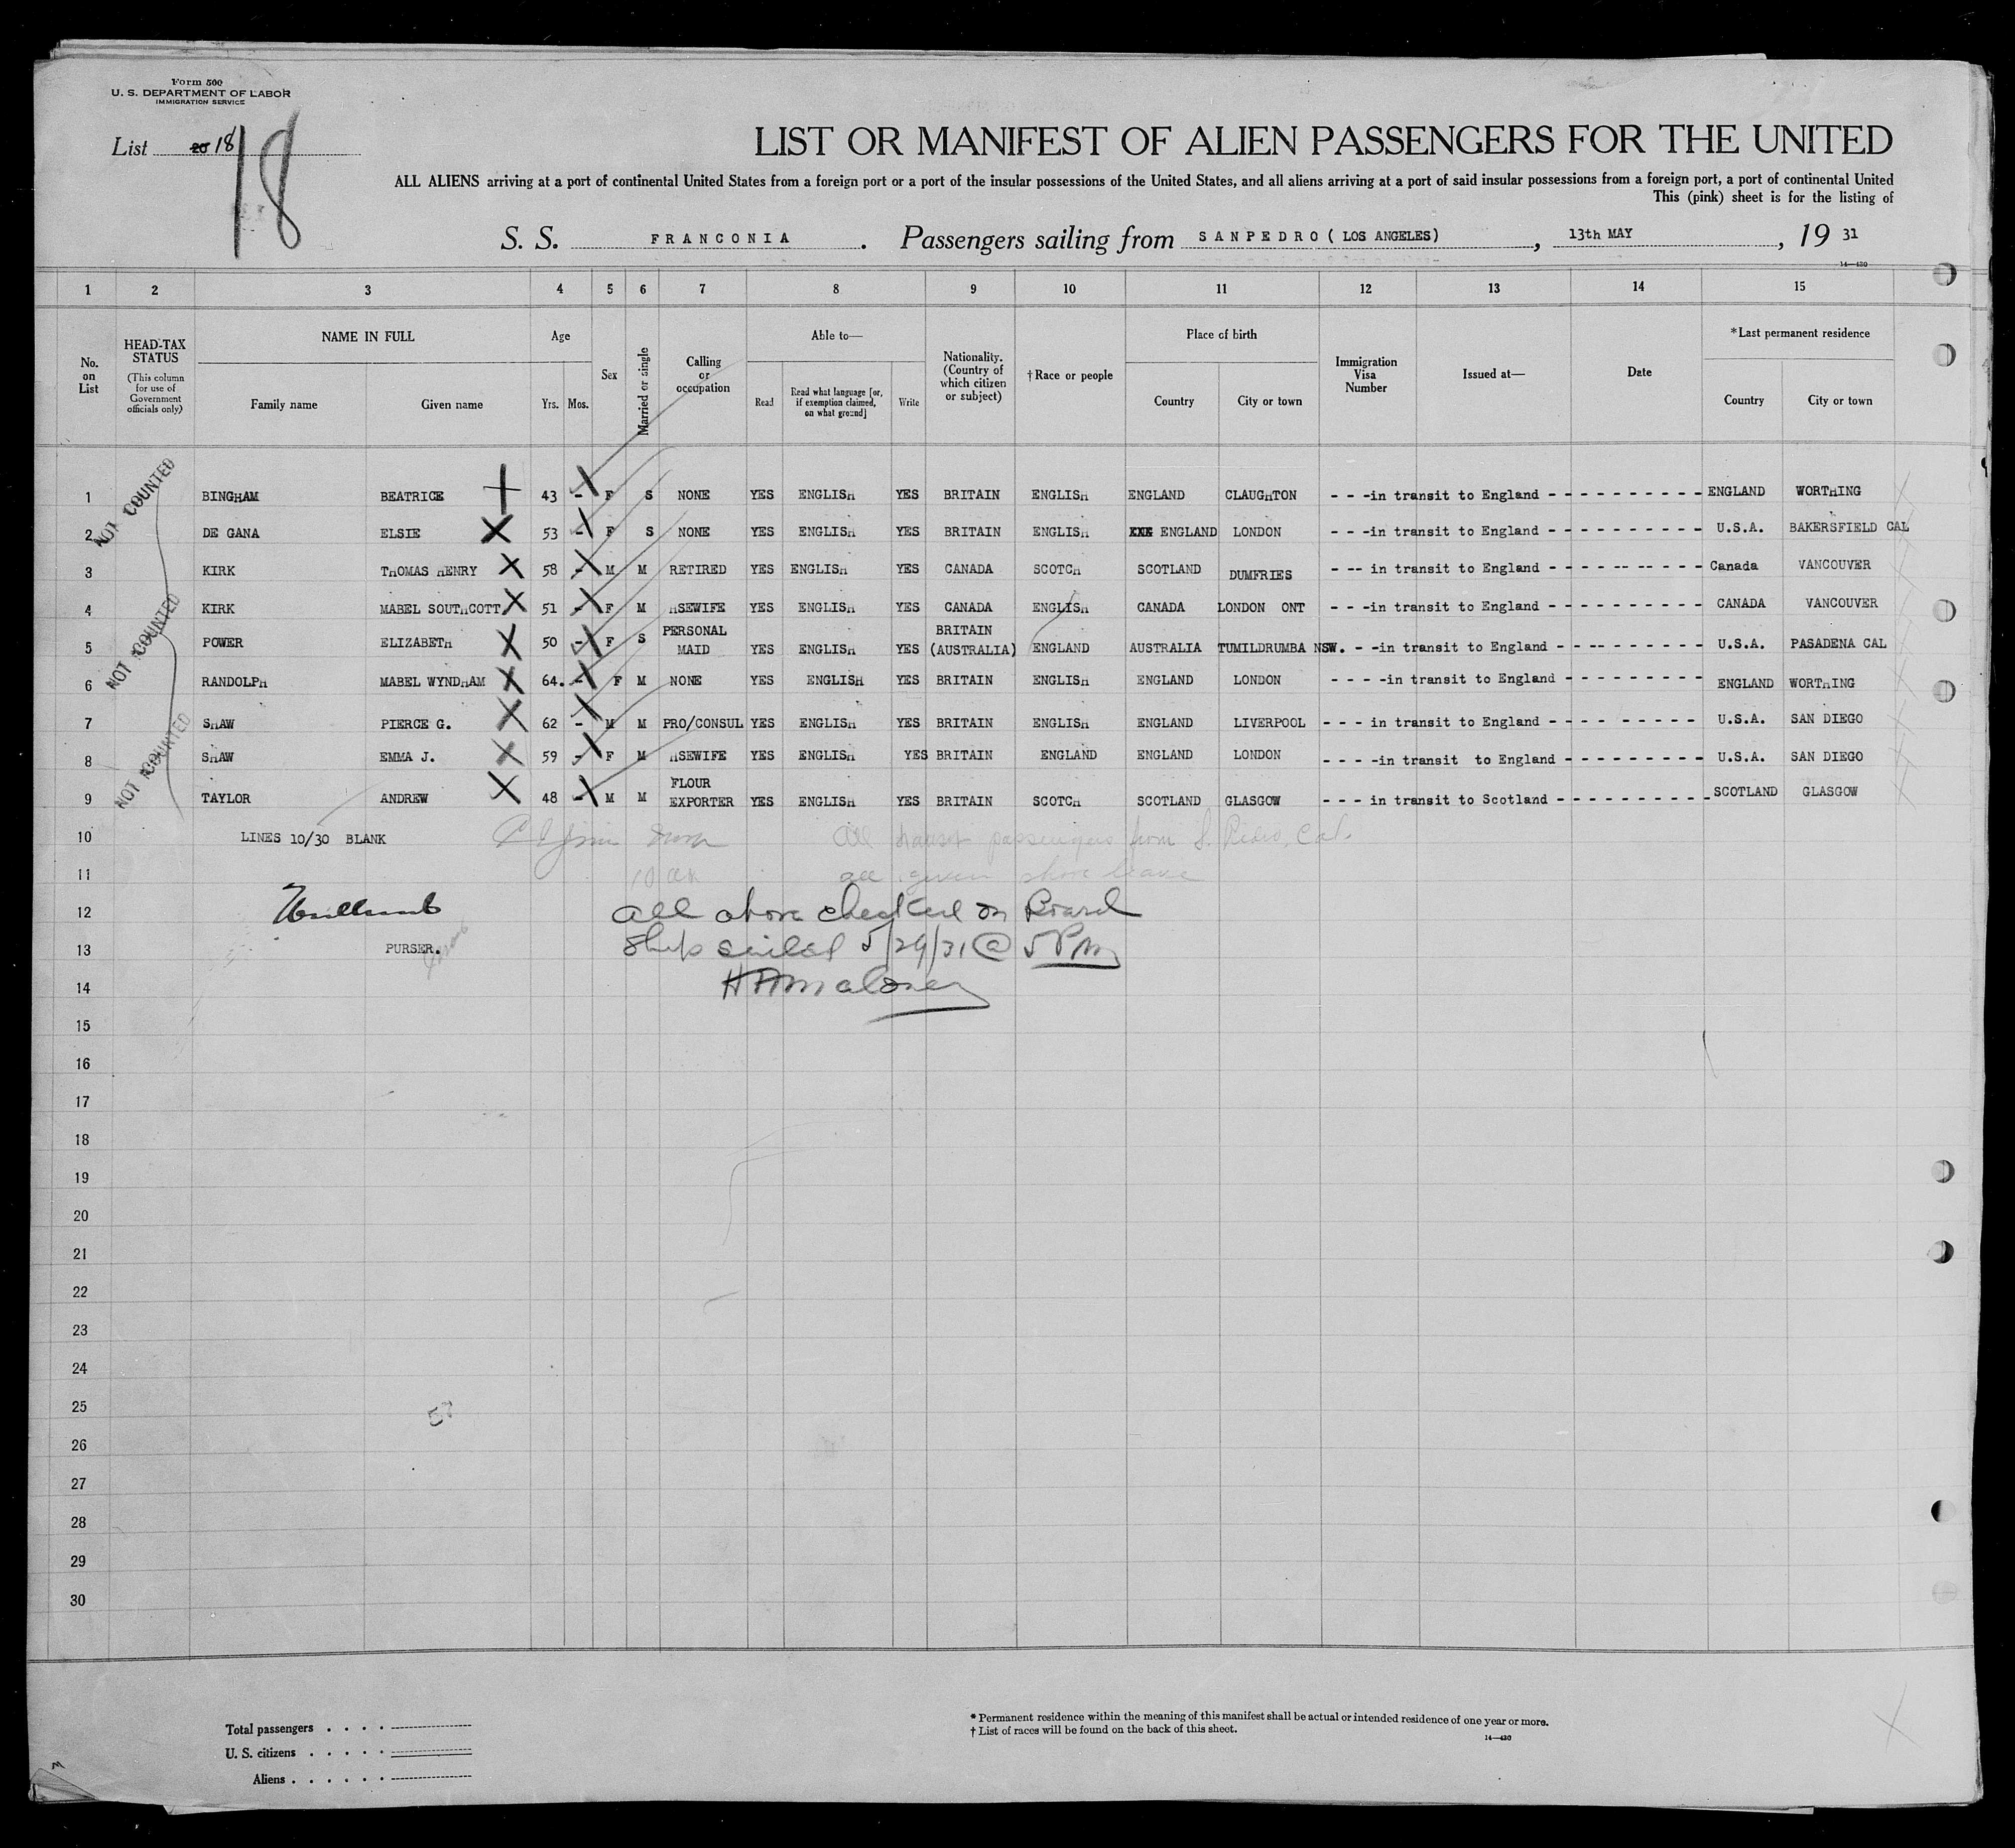 Form 500
U. S. DEPARTMENT OF LABOR
IMMIGRATION SERVICE
List 20 18
18
LIST OR MANIFEST OF ALIEN PASSENGERS FOR THE UNITED
ALL ALIENS arriving at a port of continental United States from a foreign port or a port of the insular possessions of the United States, and all aliens arriving at a port of said insular possessions from a foreign port, a port of continental United
This (pink) sheet is for the listing of
S. S. FRANCONIA. Passengers sailing from SANPEDRO ( LOS ANGELES), 13th MAY, 19 31
14—430
1 2 3 4 5 6 7 8 9 10 11 12 13 14 15
No. on List
HEAD-TAX STATUS (This column for use of Government officials only)
NAME IN FULL
Family name Given name
Age
Yrs. Mos.
Sex
Married or single
Calling or occupation
Able to—
Read Read what language [or, if exemption claimed, on what ground] Write
Nationality. (Country of which citizen or subject)
†Race or people
Place of birth
Country City or town
Immigration Visa Number
Issued at—
Date
*Last permanent residence
Country City or town
NOT COUNTED
NOT COUNTED
NOT COUNTED
1 BINGHAM BEATRICE 43 - F S NONE YES ENGLISH YES BRITAIN ENGLISH ENGLAND CLAUGHTON - - -in transit to England - - - - - - - - - - - ENGLAND WORTHING
2 DE GANA ELSIE 53 - F S NONE YES ENGLISH YES BRITAIN ENGLISH XXX ENGLAND LONDON - - -in transit to England - - - - - - - - - - - U.S.A. BAKERSFIELD CAL
3 KIRK THOMAS HENRY 58 - M M RETIRED YES ENGLISH YES CANADA SCOTCH SCOTLAND DUMFRIES - -- in transit to England - - - - -- -- - - - - Canada VANCOUVER
4 KIRK MABEL SOUTHCOTT. 51 - F M HSEWIFE YES ENGLISH YES CANADA ENGLISH CANADA LONDON ONT - - -in transit to England - - - - - - - - - - - CANADA VANCOUVER
5 POWER ELIZABETH 50 - F S PERSONAL MAID YES ENGLISH YES BRITAIN (AUSTRALIA) ENGLAND AUSTRALIA TUMILDRUMBA NSW. - -in transit to England - - --- - - - - - - - U.S.A. PASADENA CAL
6 RANDOLPH MABEL WYNDHAM 64. - F M NONE YES ENGLISH YES BRITAIN ENGLISH ENGLAND LONDON - - - -in transit to England - - - - - - - - - - ENGLAND WORTHING
7 SHAW PIERCE G. 62 - M M PRO/CONSUL YES ENGLISH YES BRITAIN ENGLISH ENGLAND LIVERPOOL - - - in transit to England - - - - - - - - - - U.S.A. SAN DIEGO
8 SHAW EMMA J. 59 - F M HSEWIFE YES ENGLISH YES BRITAIN ENGLAND ENGLAND LONDON - - - -in transit to England - - - - - - - - - - U.S.A. SAN DIEGO
9 TAYLOR ANDREW 48 - M M FLOUR EXPORTER YES ENGLISH YES BRITAIN SCOTCH SCOTLAND GLASGOW - - - in transit to Scotland - - - - - - - - - - - SCOTLAND GLASGOW
10 LINES 10/30 BLANK All transit passengers from S. Pedro, Cal.
11 all given shore leave
12 all above checked on Board
13 PURSER. Ship sailed 5/29/31 @ 5 PM
14 HAMaloney
15
16
17
18
19
20
21
22
23
24
25
26
27
28
29
30
Total passengers . . . .
U. S. citizens . . . . .
Aliens . . . . . .
* Permanent residence within the meaning of this manifest shall be actual or intended residence of one year or more.
† List of races will be found on the back of this sheet.
14—430